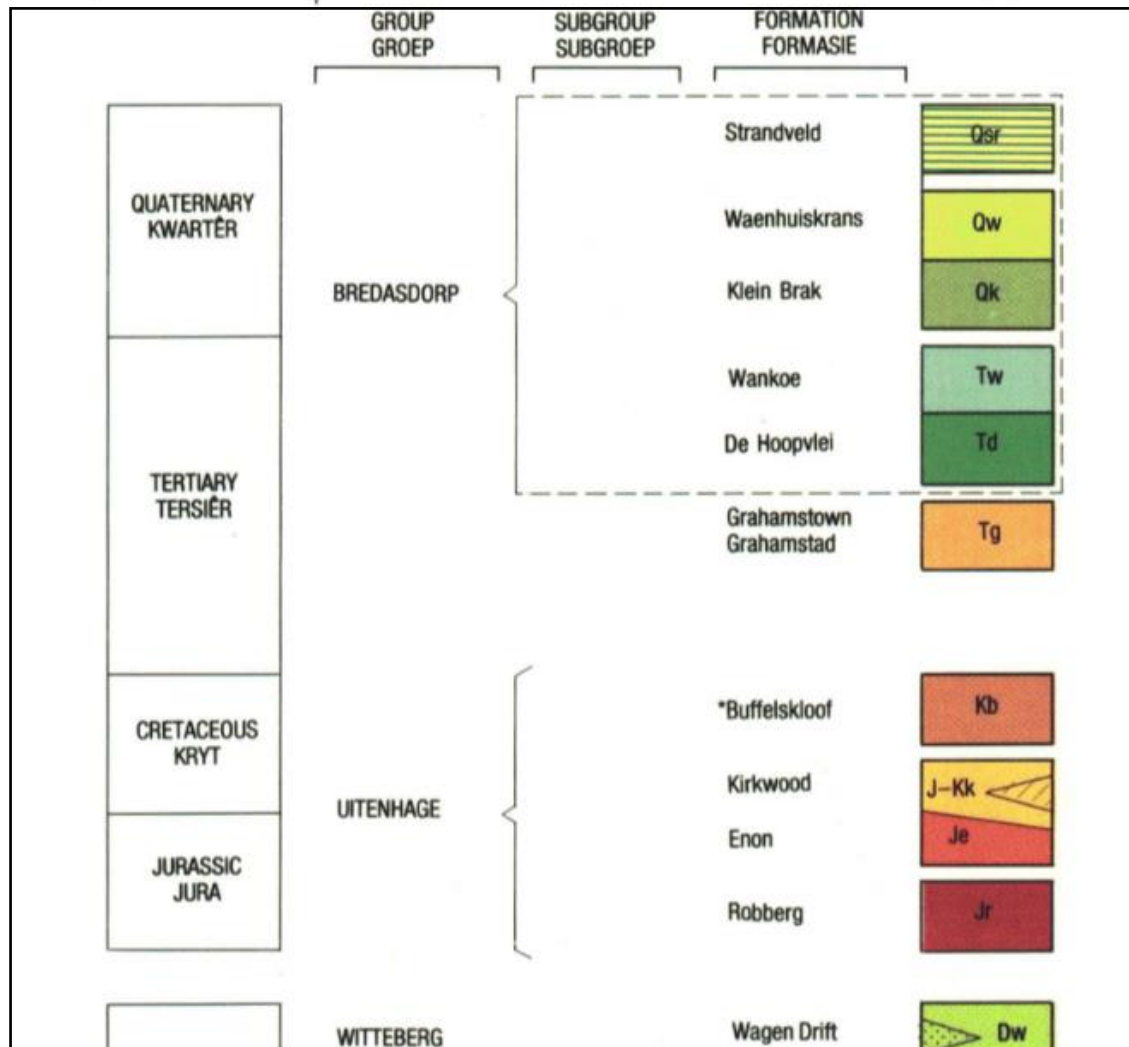 GROUP
GROEP
SUBGROUP
SUBGROEP
FORMATION
FORMASIE
QUATERNARY
KWARTÊR
BREDASDORP
Strandveld
Qsr
Waenhuiskrans
Qw
Klein Brak
Qk
TERTIARY
TERSIÊR
Wankoe
Tw
De Hoopvlei
Td
Grahamstown
Grahamstad
Tg
CRETACEOUS
KRYT
JURASSIC
JURA
UITENHAGE
*Buffelskloof
Kb
Kirkwood
J–Kk
Enon
Je
Robberg
Jr
WITTEBERG
Wagen Drift
Dw